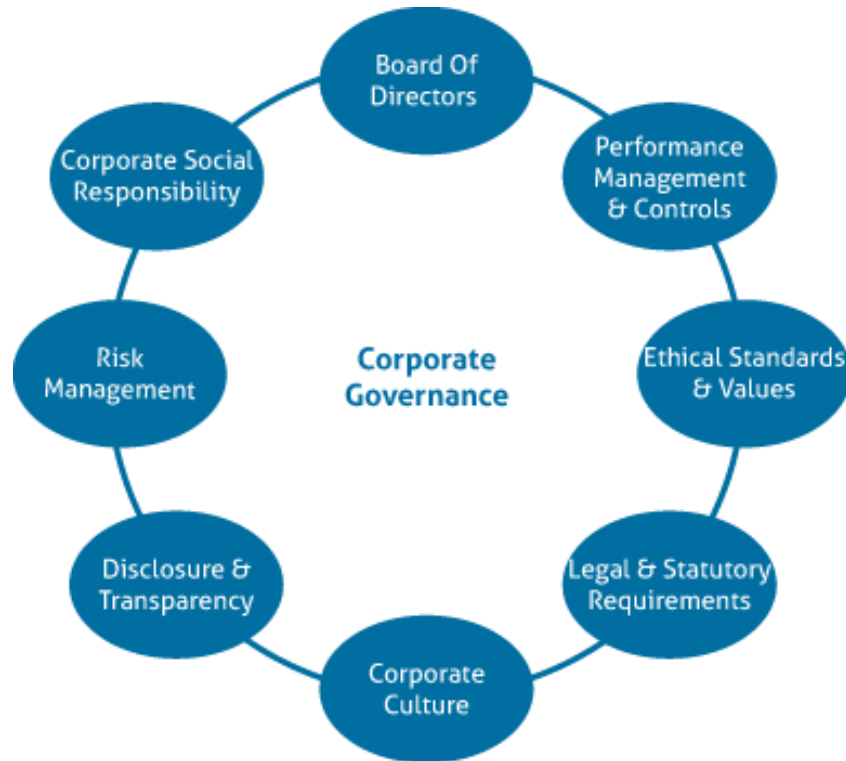 Board Of
Directors
Performance
Management
& Controls
Ethical Standards
& Values
Legal & Statutory
Requirements
Corporate
Culture
Disclosure &
Transparency
Risk
Management
Corporate Social
Responsibility
Corporate
Governance